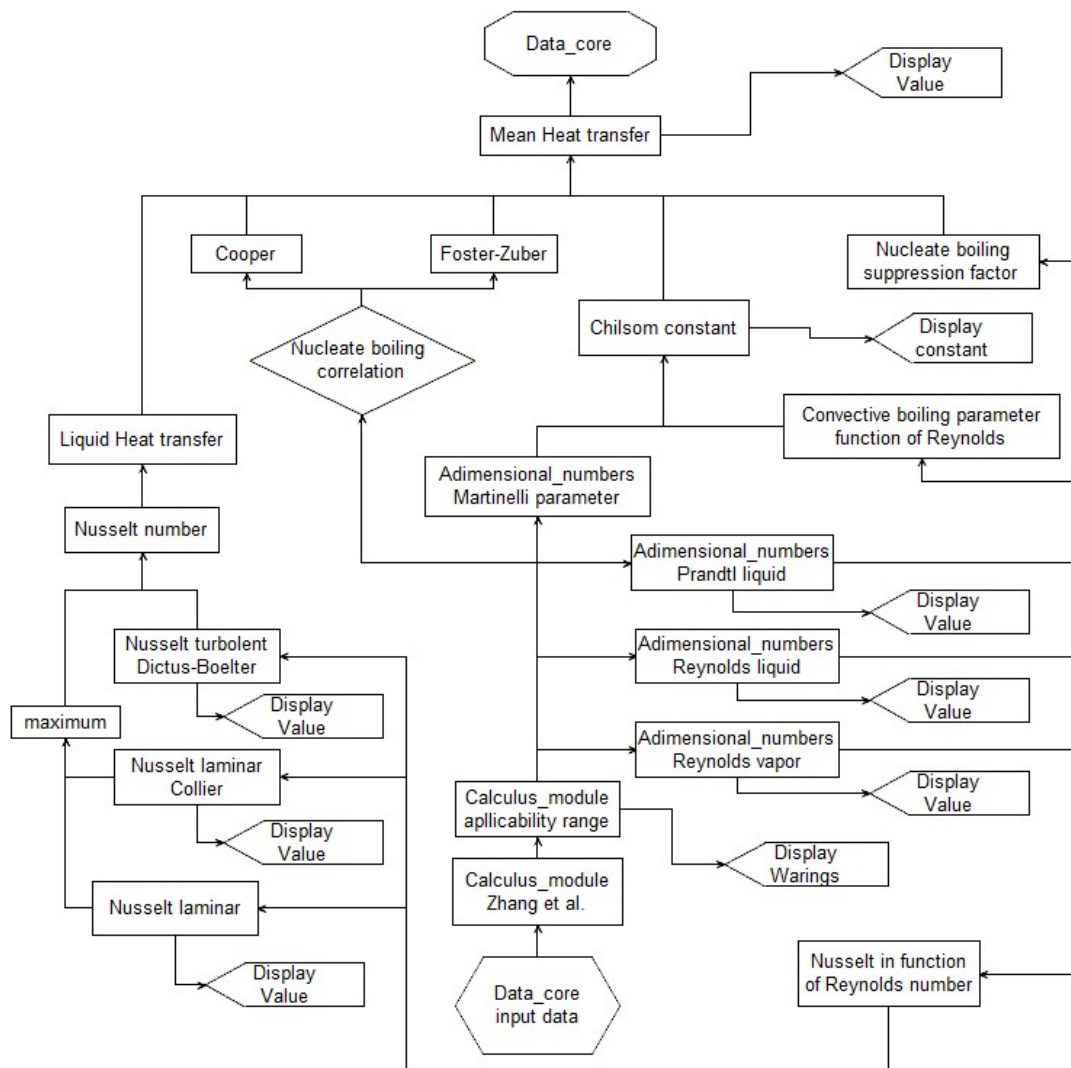 Data_core
Display
Value
Mean Heat transfer
Cooper
Foster-Zuber
Nucleate boiling
suppression factor
Chilsom constant
Display
constant
Nucleate boiling
correlation
Convective boiling parameter
function of Reynolds
Liquid Heat transfer
Adimensional_numbers
Martinelli parameter
Nusselt number
Adimensional_numbers
Prandtl liquid
Display
Value
Nusselt turbolent
Dictus-Boelter
Adimensional_numbers
Reynolds liquid
Display
Value
Display
Value
maximum
Adimensional_numbers
Reynolds vapor
Nusselt laminar
Collier
Calculus_module
apllicability range
Display
Value
Display
Value
Display
Warings
Calculus_module
Zhang et al.
Nusselt laminar
Display
Value
Nusselt in function
of Reynolds number
Data_core
input data